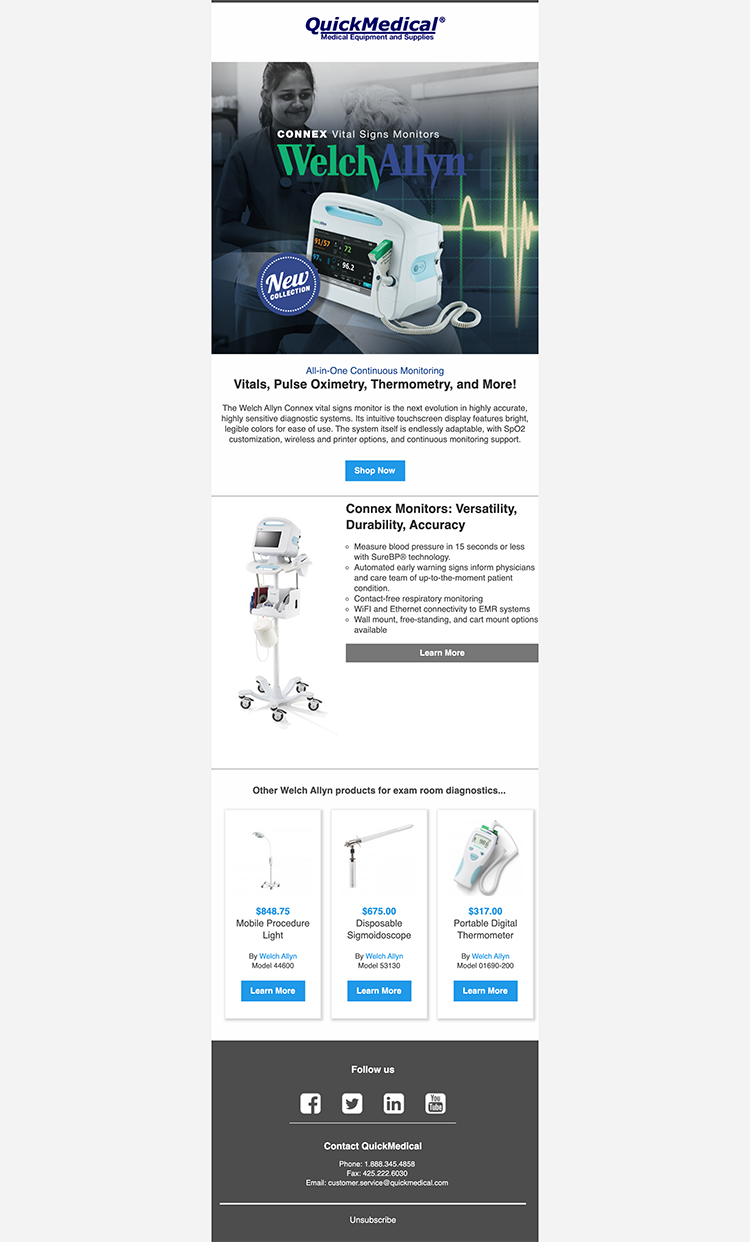 QuickMedical®
Medical Equipment and Supplies
CONNEX Vital Signs Monitors
WelchAllyn
WelchAllyn
91/57
72
97
96.2
New
COLLECTION
All-in-One Continuous Monitoring
Vitals, Pulse Oximetry, Thermometry, and More!
The Welch Allyn Connex vital signs monitor is the next evolution in highly accurate,
highly sensitive diagnostic systems. Its intuitive touchscreen display features bright,
legible colors for ease of use. The system itself is endlessly adaptable, with SpO2
customization, wireless and printer options, and continuous monitoring support.
Shop Now
Connex Monitors: Versatility,
Durability, Accuracy
Measure blood pressure in 15 seconds or less
with SureBP® technology.
Automated early warning signs inform physicians
and care team of up-to-the-moment patient
condition.
Contact-free respiratory monitoring
WiFI and Ethernet connectivity to EMR systems
Wall mount, free-standing, and cart mount options
available
Learn More
Other Welch Allyn products for exam room diagnostics...
$848.75
Mobile Procedure
Light
By Welch Allyn
Model 44600
Learn More
$675.00
Disposable
Sigmoidoscope
By Welch Allyn
Model 53130
Learn More
$317.00
Portable Digital
Thermometer
By Welch Allyn
Model 01690-200
Learn More
Follow us
You
Tube
Contact QuickMedical
Phone: 1.888.345.4858
Fax: 425.222.6030
Email: customer.service@quickmedical.com
Unsubscribe